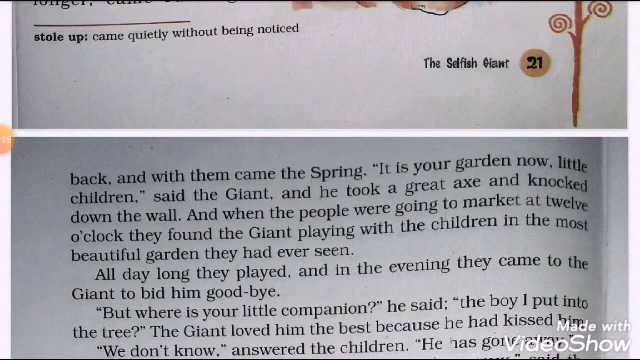 longer,
stole up: came quietly without being noticed
The Selfish Giant 21
15
back, and with them came the Spring. “It is your garden now, little
children,” said the Giant, and he took a great axe and knocked
down the wall. And when the people were going to market at twelve
o’clock they found the Giant playing with the children in the most
beautiful garden they had ever seen.
All day long they played, and in the evening they came to the
Giant to bid him good-bye.
“But where is your little companion?” he said; “the boy I put into
the tree?” The Giant loved him the best because he had kissed him.
“We don’t know,” answered the children. “He has gone
Made with
VideoShow